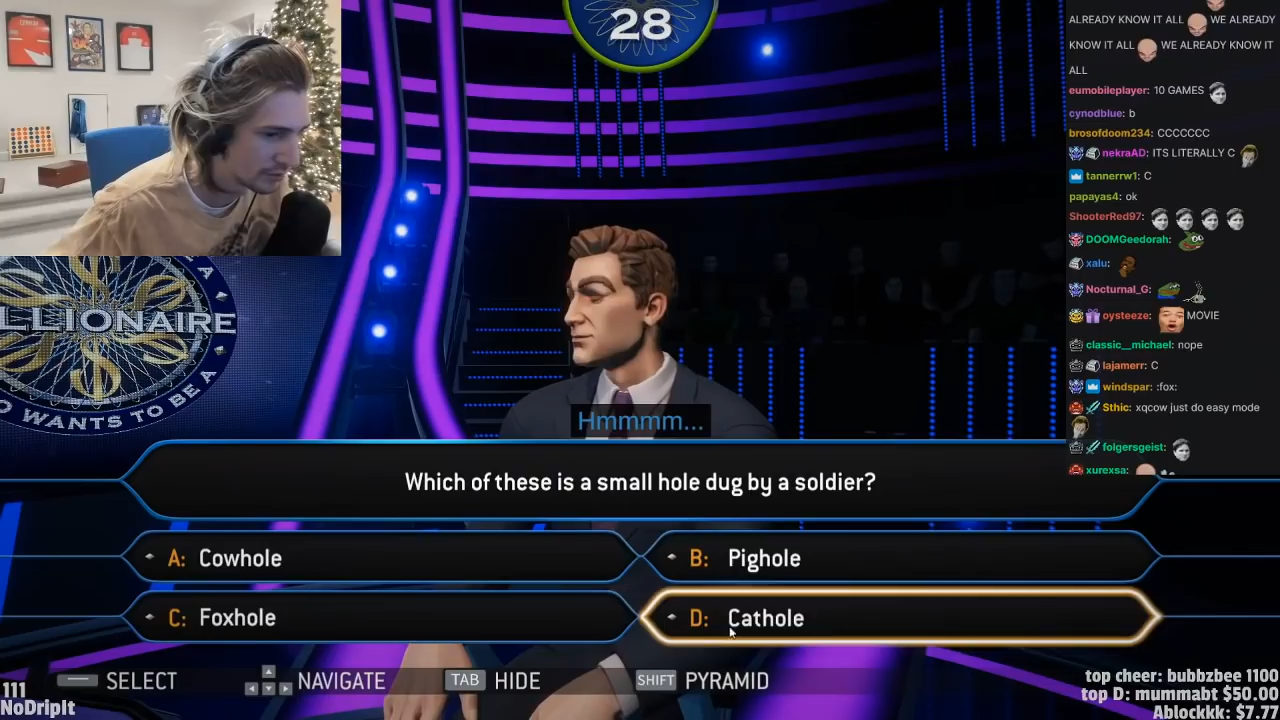 28
LLIONAIRE
O WANTS TO BE A
Hmmmm...
Which of these is a small hole dug by a soldier?
A: Cowhole
B: Pighole
C: Foxhole
D: Cathole
SELECT
NAVIGATE
TAB HIDE
SHIFT PYRAMID
111
NoDripIt
top cheer: bubbzbee 1100
top D: mummabt $50.00
Ablockkk: $7.77
ALREADY KNOW IT ALL WE ALREADY
KNOW IT ALL WE ALREADY KNOW IT
ALL
eumobileplayer: 10 GAMES
cynodblue: b
brosofdoom234: CCCCCCC
nekraAD: ITS LITERALLY C
tannerrw1: C
papayas4: ok
ShooterRed97:
DOOMGeedorah:
xalu:
Nocturnal_G:
oysteeze: MOVIE
classic__michael: nope
lajamerr: C
windspar: :fox:
Sthic: xqcow just do easy mode
folgersgeist:
xurexsa: